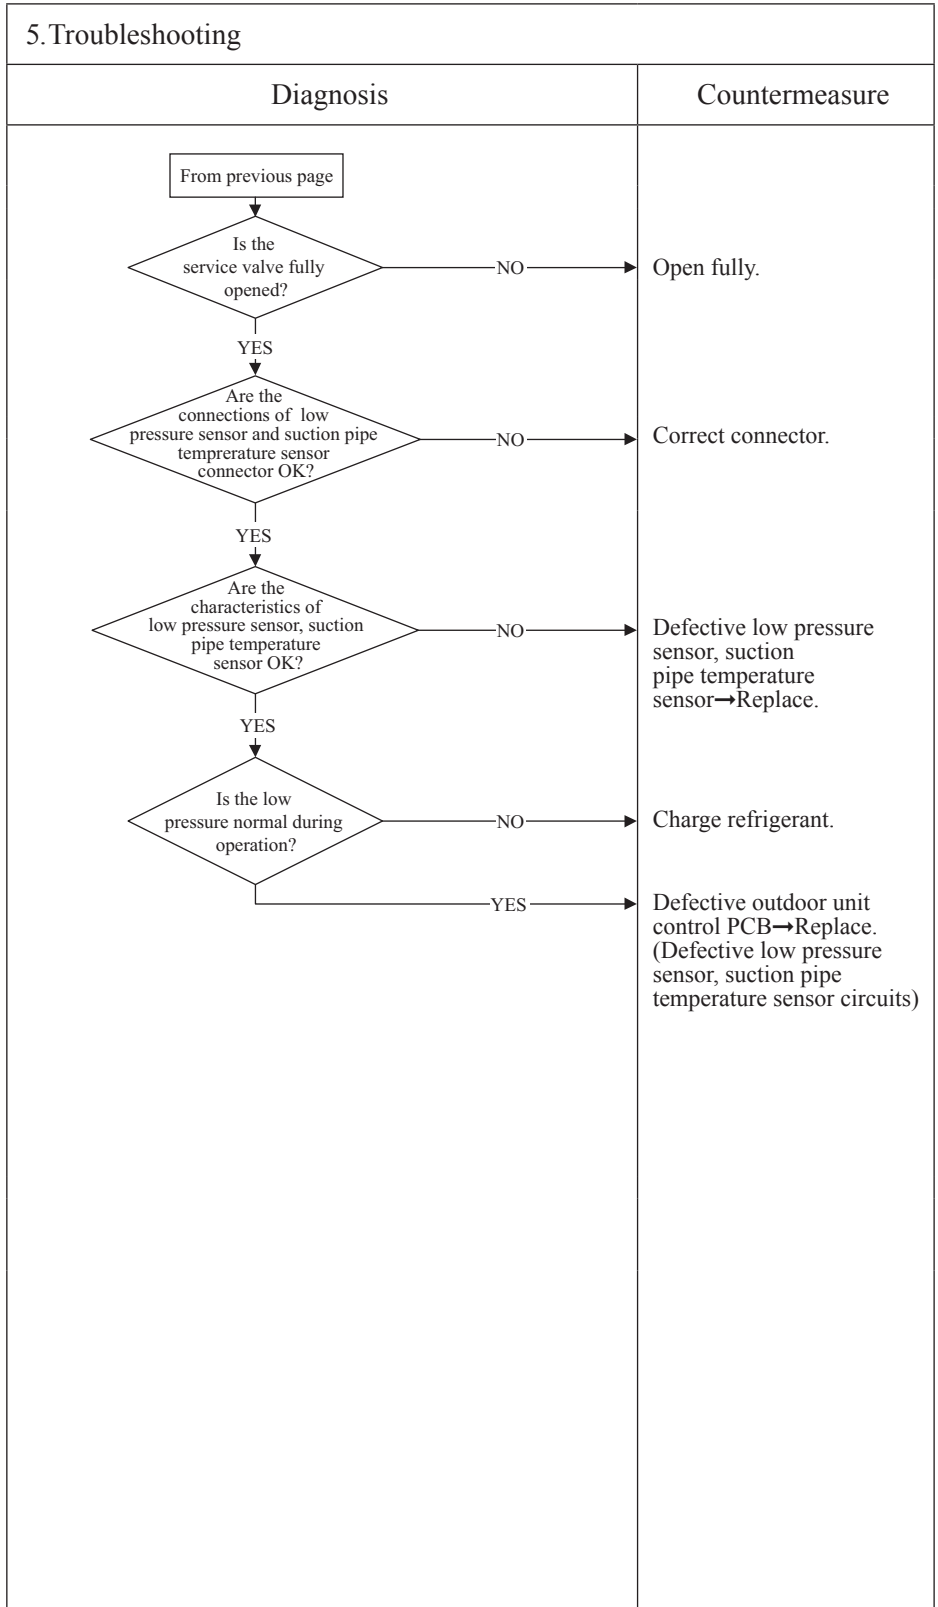 5.Troubleshooting
Diagnosis
Countermeasure
From previous page
Is the
service valve fully
opened?
NO
Open fully.
YES
Are the
connections of low
pressure sensor and suction pipe
temprerature sensor
connector OK?
NO
Correct connector.
YES
Are the
characteristics of
low pressure sensor, suction
pipe temperature
sensor OK?
NO
Defective low pressure
sensor, suction
pipe temperature
sensor→Replace.
YES
Is the low
pressure normal during
operation?
NO
Charge refrigerant.
YES
Defective outdoor unit
control PCB→Replace.
(Defective low pressure
sensor, suction pipe
temperature sensor circuits)